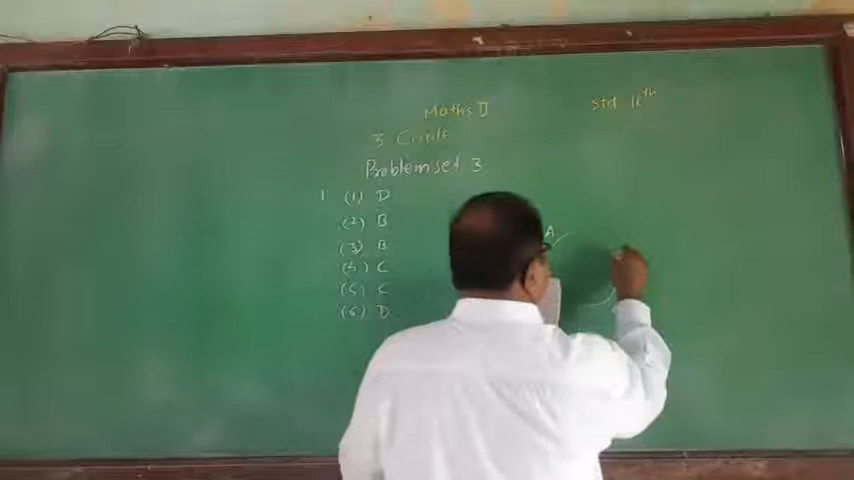 Maths II
Std 10th
3 Circle
Problem set 3
1 (1) D
(2) B
(3) B
(4) C
(5) C
(6) D
A